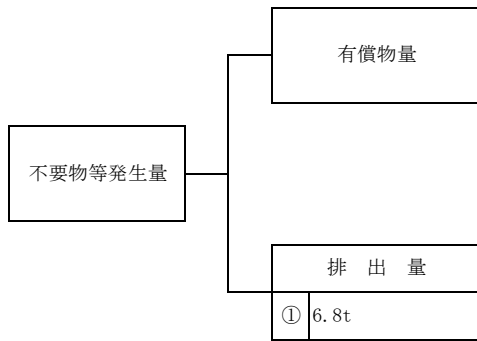 有償物量
不要物等発生量
排 出 量
① 6.8t